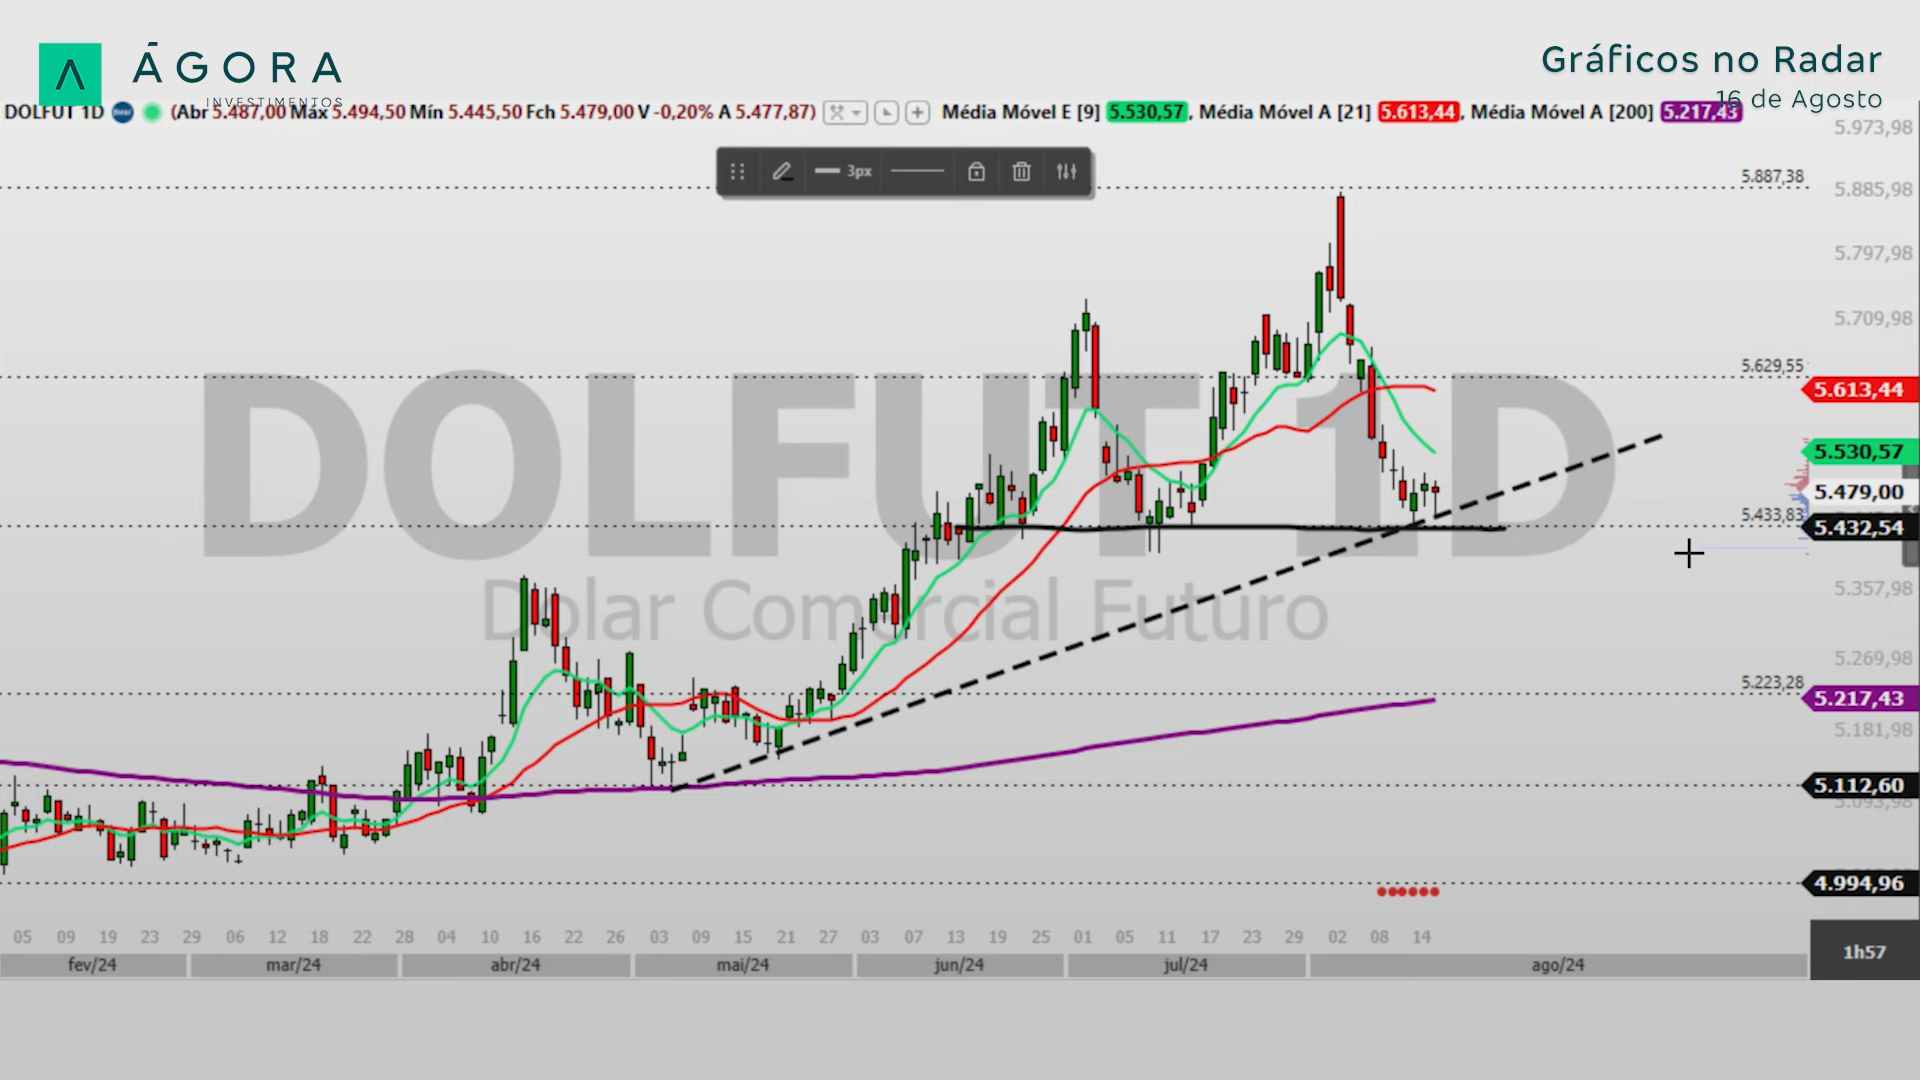 ÁGORA
INVESTIMENTOS
Gráficos no Radar
16 de Agosto
DOLFUT 1D (Abr 5.487,00 Máx 5.494,50 Mín 5.445,50 Fch 5.479,00 V -0,20% A 5.477,87) Média Móvel E [9] 5.530,57, Média Móvel A [21] 5.613,44, Média Móvel A [200] 5.217,43
3px
5.973,98
5.887,38
5.885,98
5.797,98
5.709,98
5.629,55
5.613,44
5.530,57
5.479,00
5.433,83
5.432,54
5.357,98
5.269,98
5.223,28
5.217,43
5.181,98
5.112,60
5.093,98
4.994,96
DOLFUT 1D
Dolar Comercial Futuro
05 09 19 23 29 06 12 18 22 28 04 10 16 22 26 03 09 15 21 27 03 07 13 19 25 01 05 11 17 23 29 02 08 14
fev/24 mar/24 abr/24 mai/24 jun/24 jul/24 ago/24
1h57